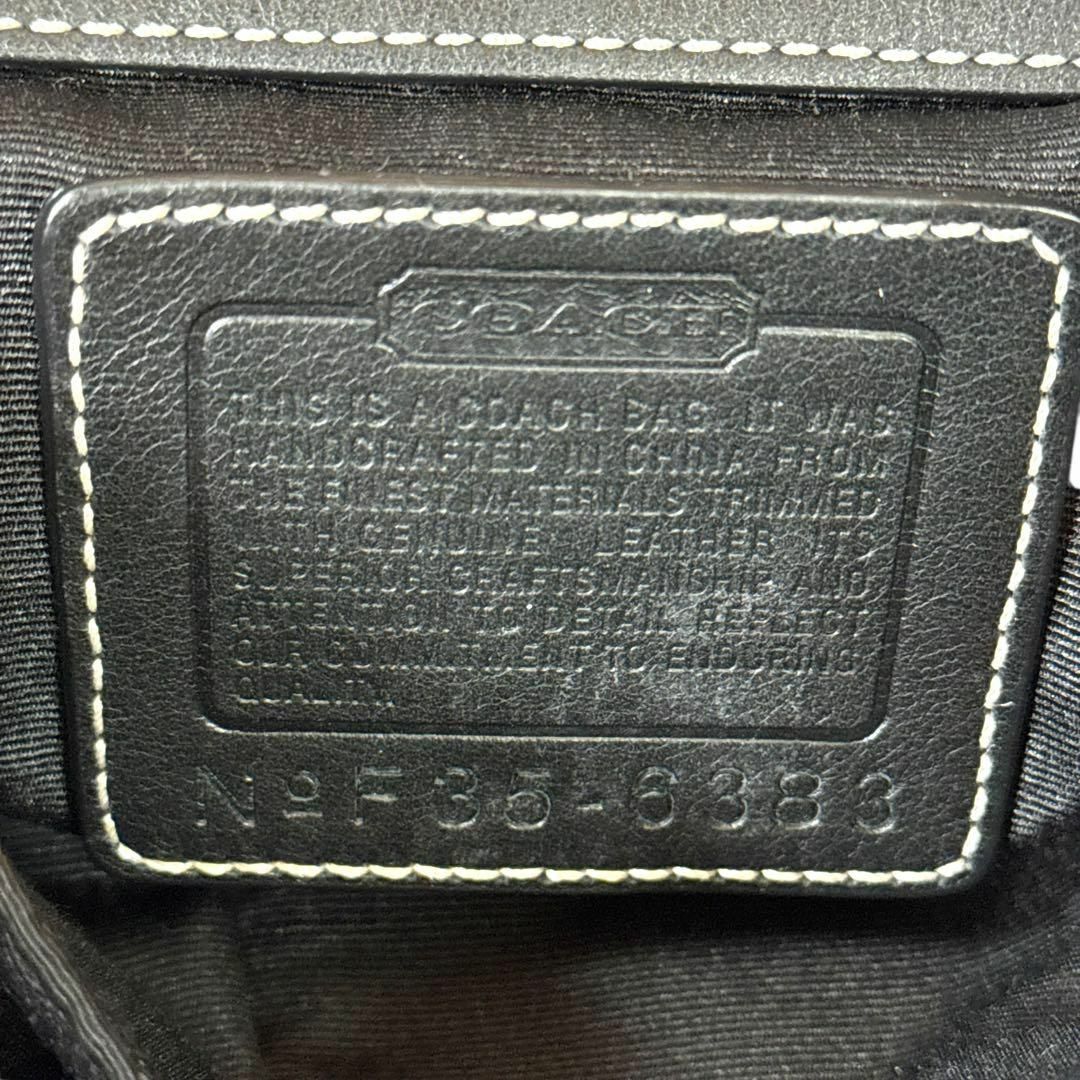 COACH
THIS IS A COACH BAG. IT WAS
HANDCRAFTED IN CHINA FROM
THE FINEST MATERIALS TRIMMED
WITH GENUINE LEATHER. ITS
SUPERIOR CRAFTSMANSHIP AND
ATTENTION TO DETAIL REFLECT
OUR COMMITMENT TO ENDURING
QUALITY.
Nº F35-6383